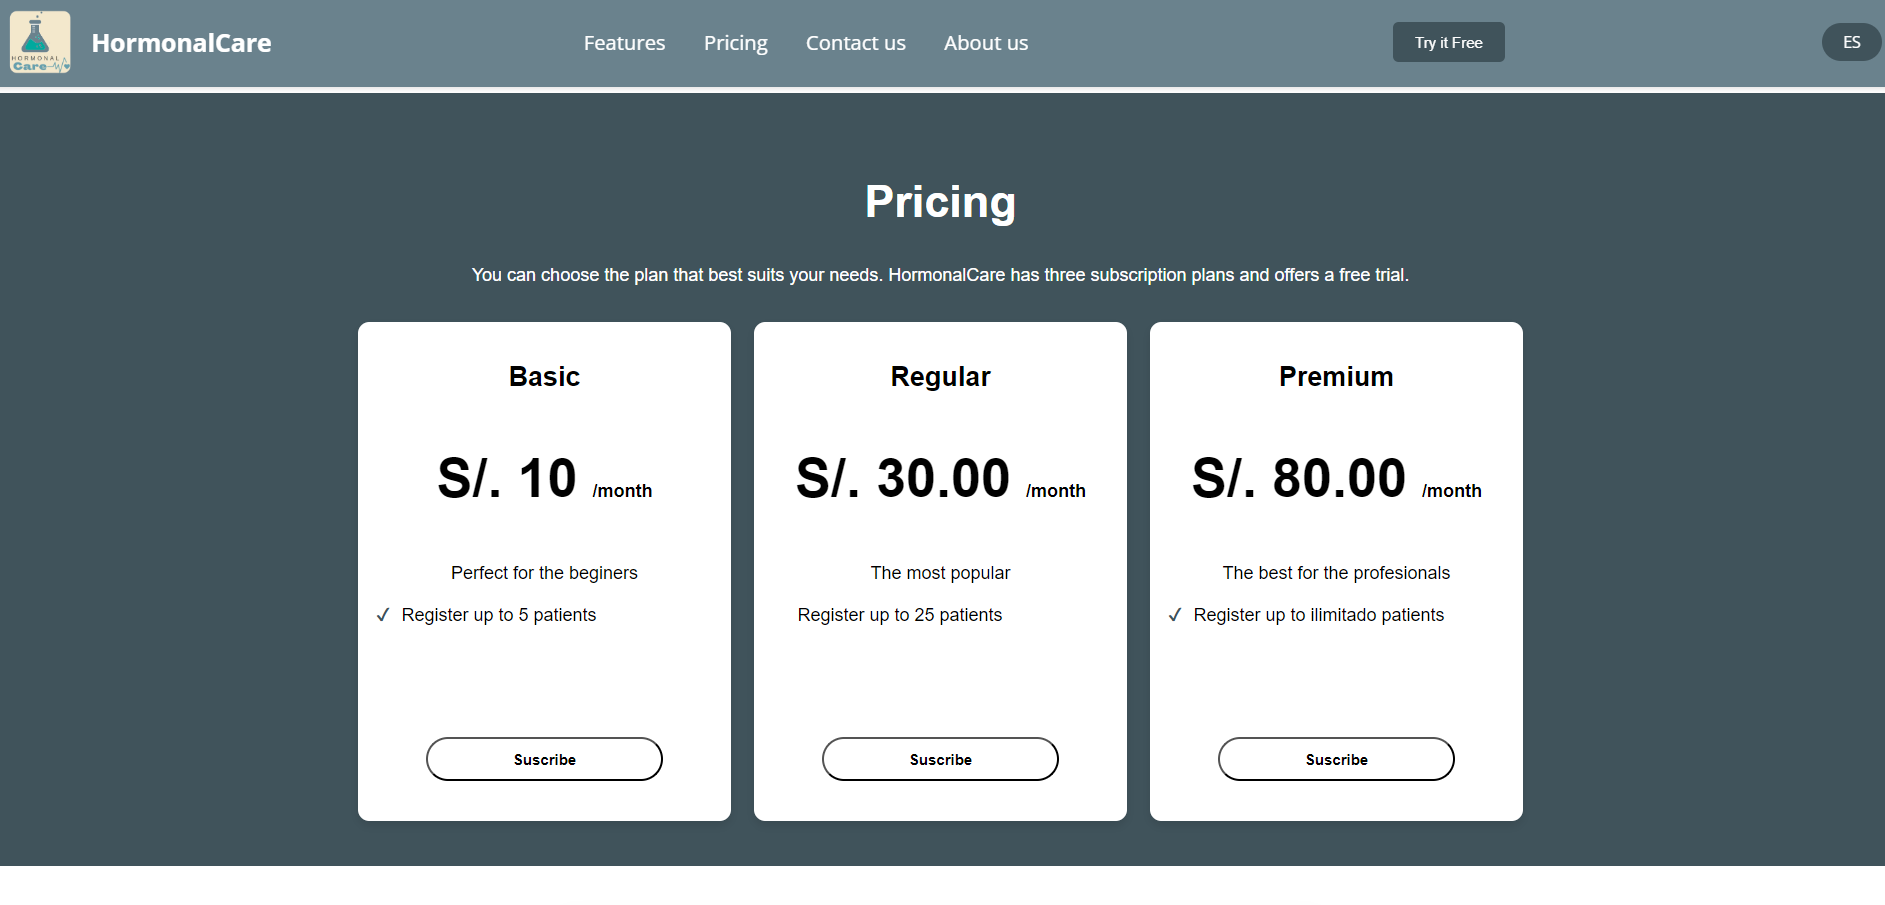 HORMONAL
Care
HormonalCare
Features
Pricing
Contact us
About us
Try it Free
ES
Pricing
You can choose the plan that best suits your needs. HormonalCare has three subscription plans and offers a free trial.
Basic
S/. 10 /month
Perfect for the beginers
✓ Register up to 5 patients
Suscribe
Regular
S/. 30.00 /month
The most popular
Register up to 25 patients
Suscribe
Premium
S/. 80.00 /month
The best for the profesionals
✓ Register up to ilimitado patients
Suscribe